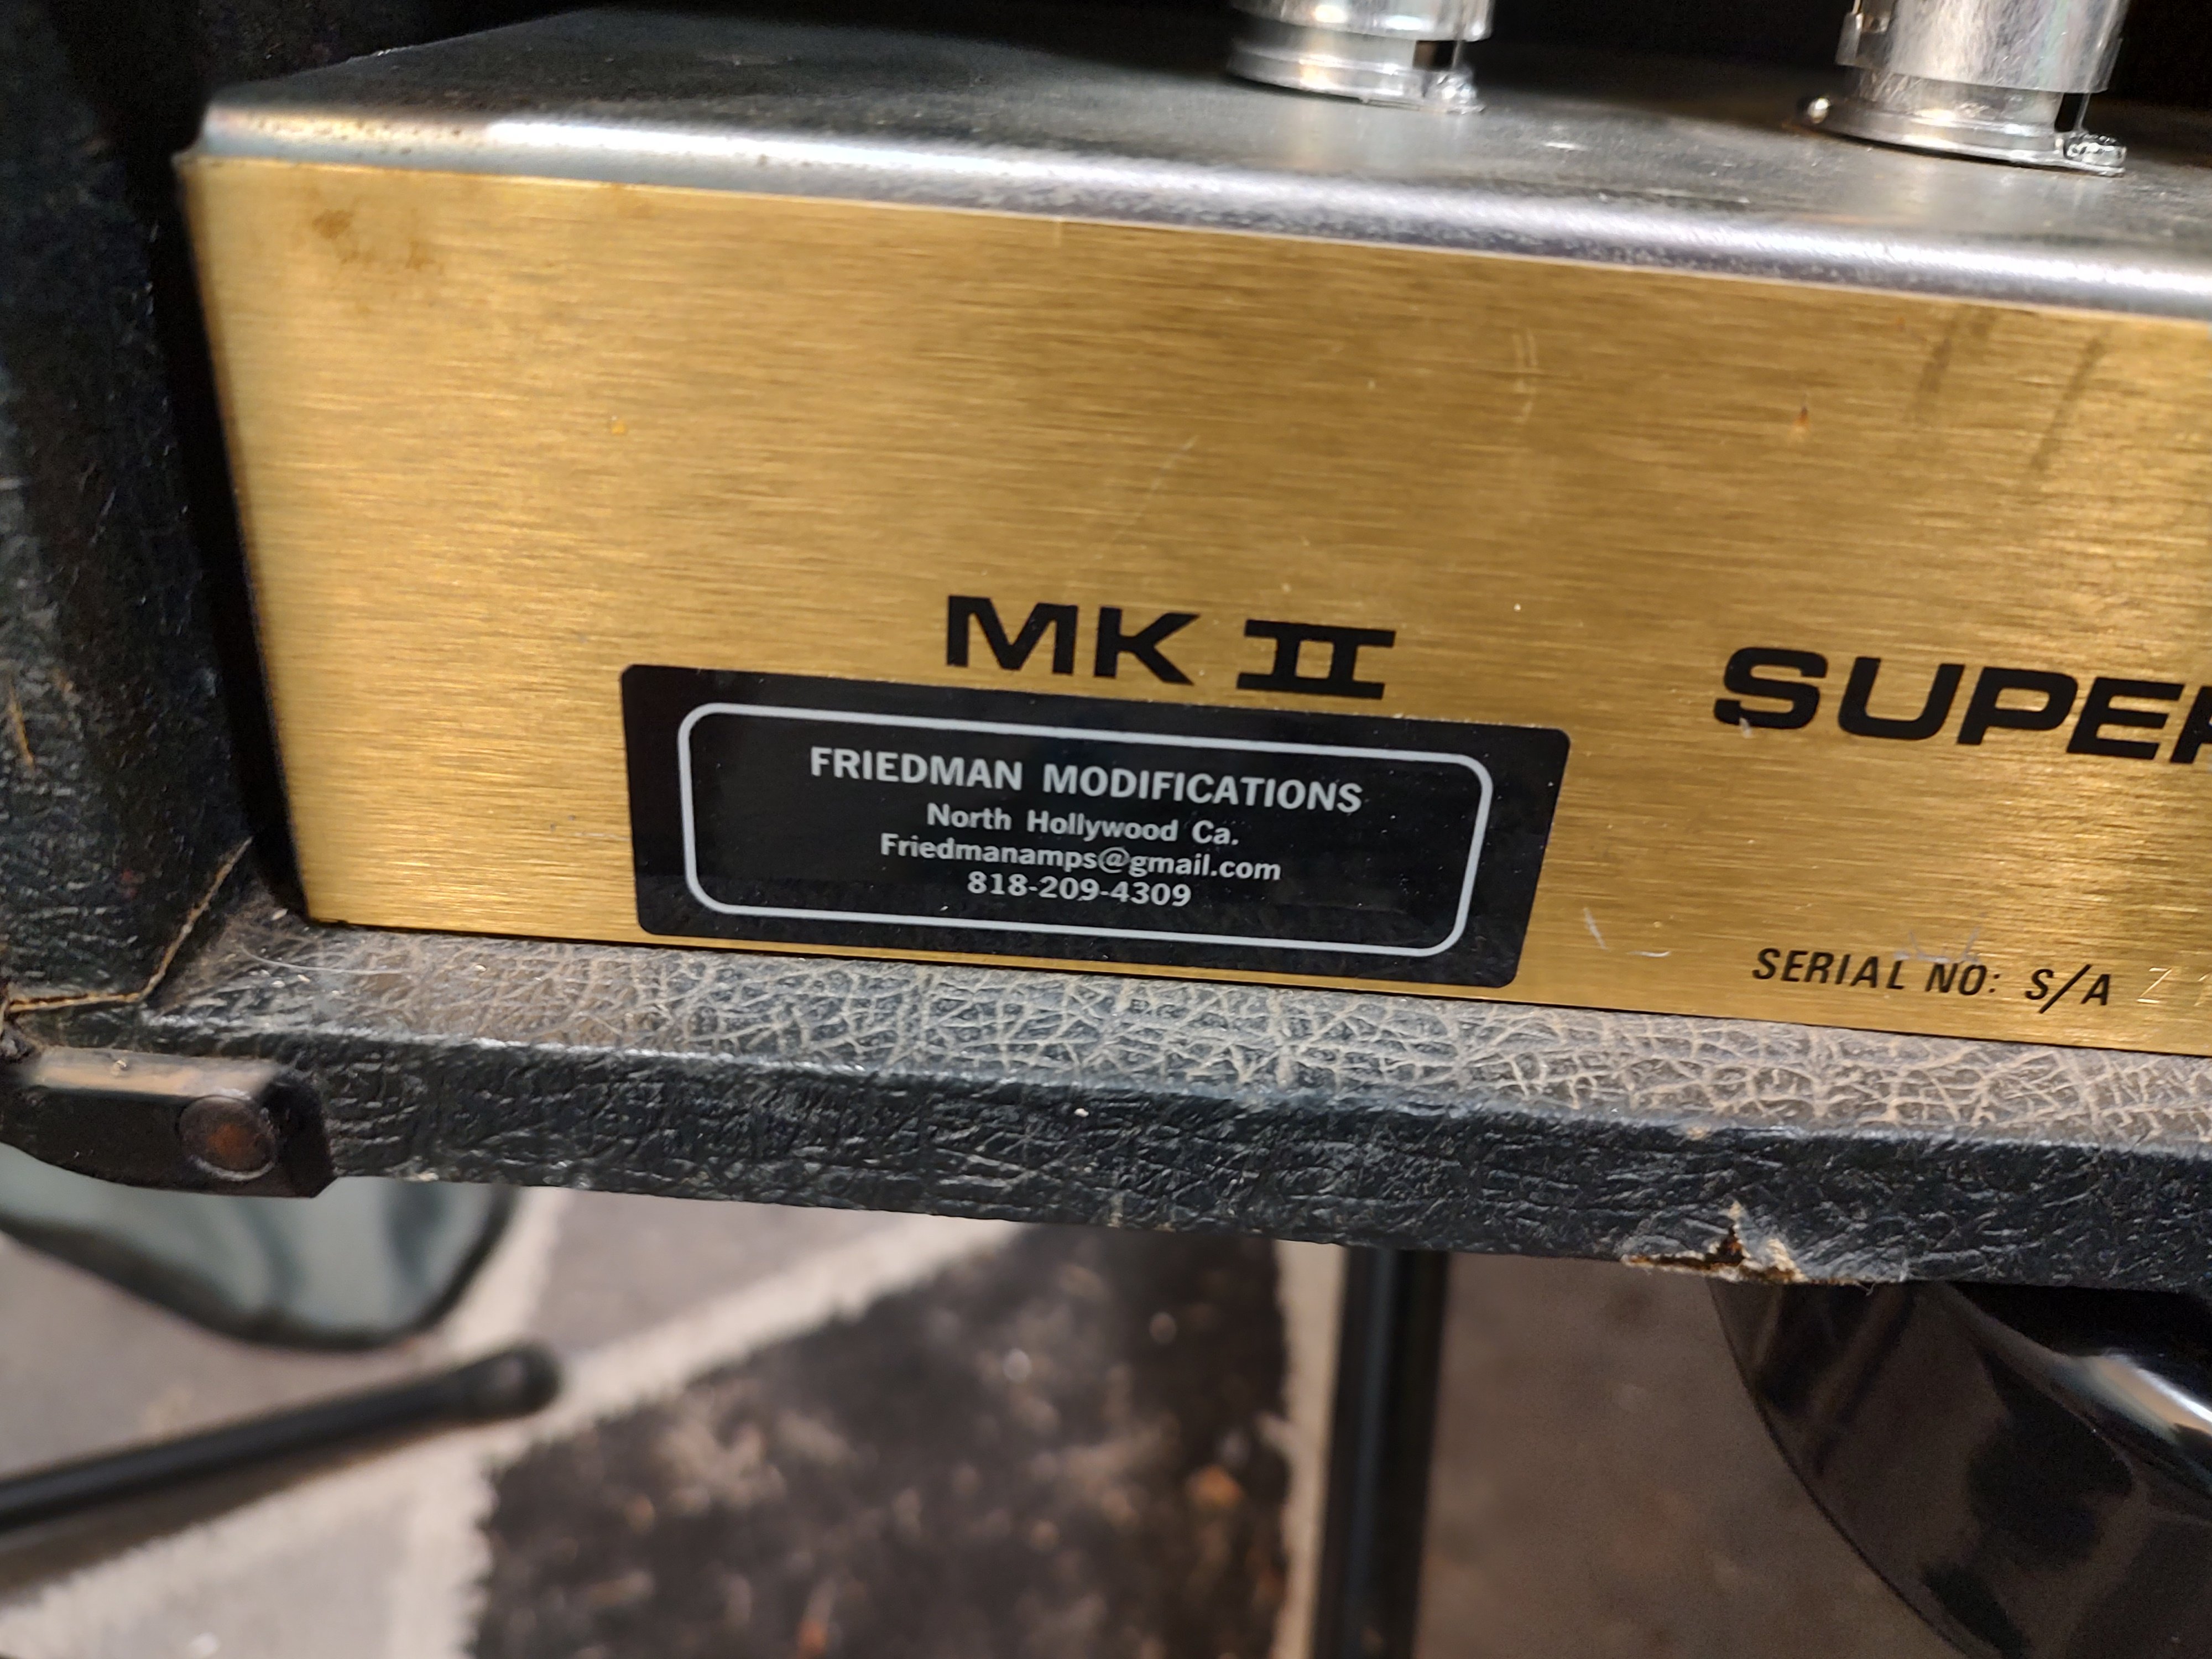 MK II
SUPER
FRIEDMAN MODIFICATIONS
North Hollywood Ca.
Friedmanamps@gmail.com
818-209-4309
SERIAL NO: S/A